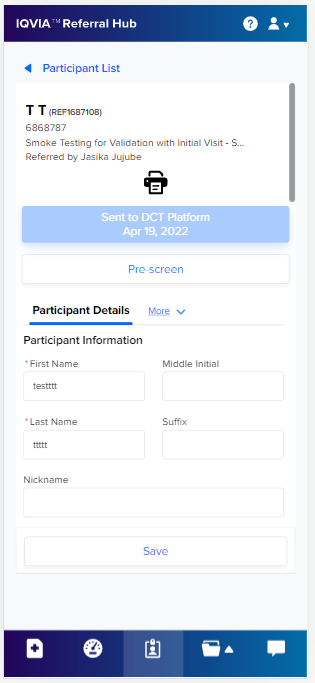 IQVIA™ Referral Hub
Participant List
T T (REF1687108)
6868787
Smoke Testing for Validation with Initial Visit - S...
Referred by Jasika Jujube
Sent to DCT Platform
Apr 19, 2022
Pre-screen
Participant Details More
Participant Information
* First Name Middle Initial
testttt
* Last Name Suffix
ttttt
Nickname
Save